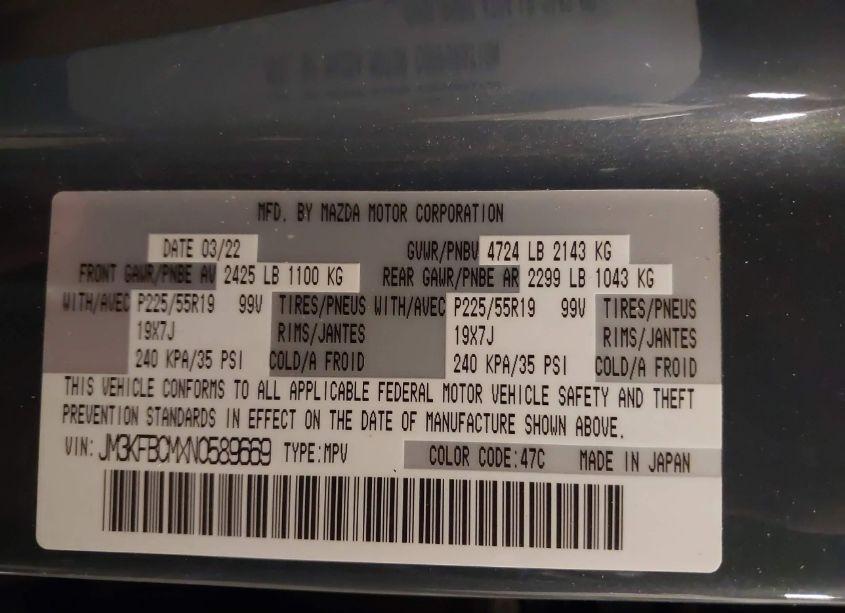 MFD. BY MAZDA MOTOR CORPORATION
DATE 03/22 GVWR/PNBV 4724 LB 2143 KG
FRONT GAWR/PNBE AV 2425 LB 1100 KG REAR GAWR/PNBE AR 2299 LB 1043 KG
WITH/AVEC P225/55R19 99V TIRES/PNEUS WITH/AVEC P225/55R19 99V TIRES/PNEUS
19X7J RIMS/JANTES 19X7J RIMS/JANTES
240 KPA/35 PSI COLD/A FROID 240 KPA/35 PSI COLD/A FROID
THIS VEHICLE CONFORMS TO ALL APPLICABLE FEDERAL MOTOR VEHICLE SAFETY AND THEFT
PREVENTION STANDARDS IN EFFECT ON THE DATE OF MANUFACTURE SHOWN ABOVE.
VIN: JM3KFBCMXN0589669 TYPE:MPV COLOR CODE:47C MADE IN JAPAN